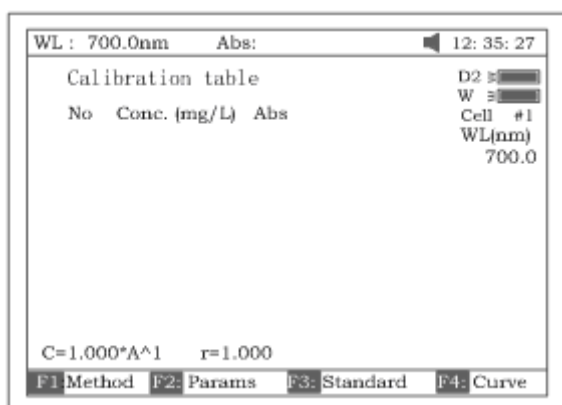 WL : 700.0nm Abs: 12: 35: 27
Calibration table
No Conc. (mg/L) Abs
D2
W
Cell #1
WL(nm)
700.0
C=1.000*A^1 r=1.000
F1:Method F2: Params F3: Standard F4: Curve